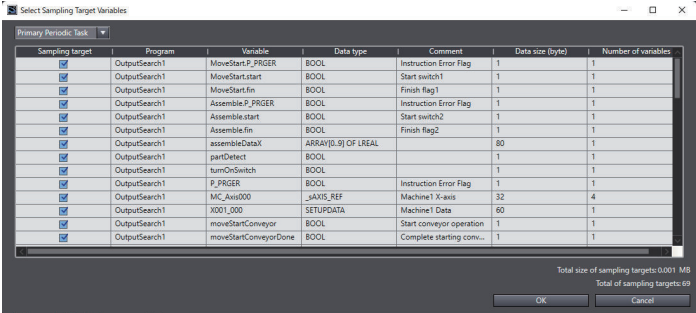 Select Sampling Target Variables
Primary Periodic Task
Sampling target Program Variable Data type Comment Data size (byte) Number of variables
OutputSearch1 MoveStart.P_PRGER BOOL Instruction Error Flag 1 1
OutputSearch1 MoveStart.start BOOL Start switch1 1 1
OutputSearch1 MoveStart.fin BOOL Finish flag1 1 1
OutputSearch1 Assemble.P_PRGER BOOL Instruction Error Flag 1 1
OutputSearch1 Assemble.start BOOL Start switch2 1 1
OutputSearch1 Assemble.fin BOOL Finish flag2 1 1
OutputSearch1 assembleDataX ARRAY[0..9] OF LREAL 80 1
OutputSearch1 partDetect BOOL 1 1
OutputSearch1 turnOnSwitch BOOL 1 1
OutputSearch1 P_PRGER BOOL Instruction Error Flag 1 1
OutputSearch1 MC_Axis000 _sAXIS_REF Machine1 X-axis 32 4
OutputSearch1 X001_000 SETUPDATA Machine1 Data 60 1
OutputSearch1 moveStartConveyor BOOL Start conveyor operation 1 1
OutputSearch1 moveStartConveyorDone BOOL Complete starting conv... 1 1
Total size of sampling targets: 0.001 MB
Total of sampling targets: 69
OK Cancel